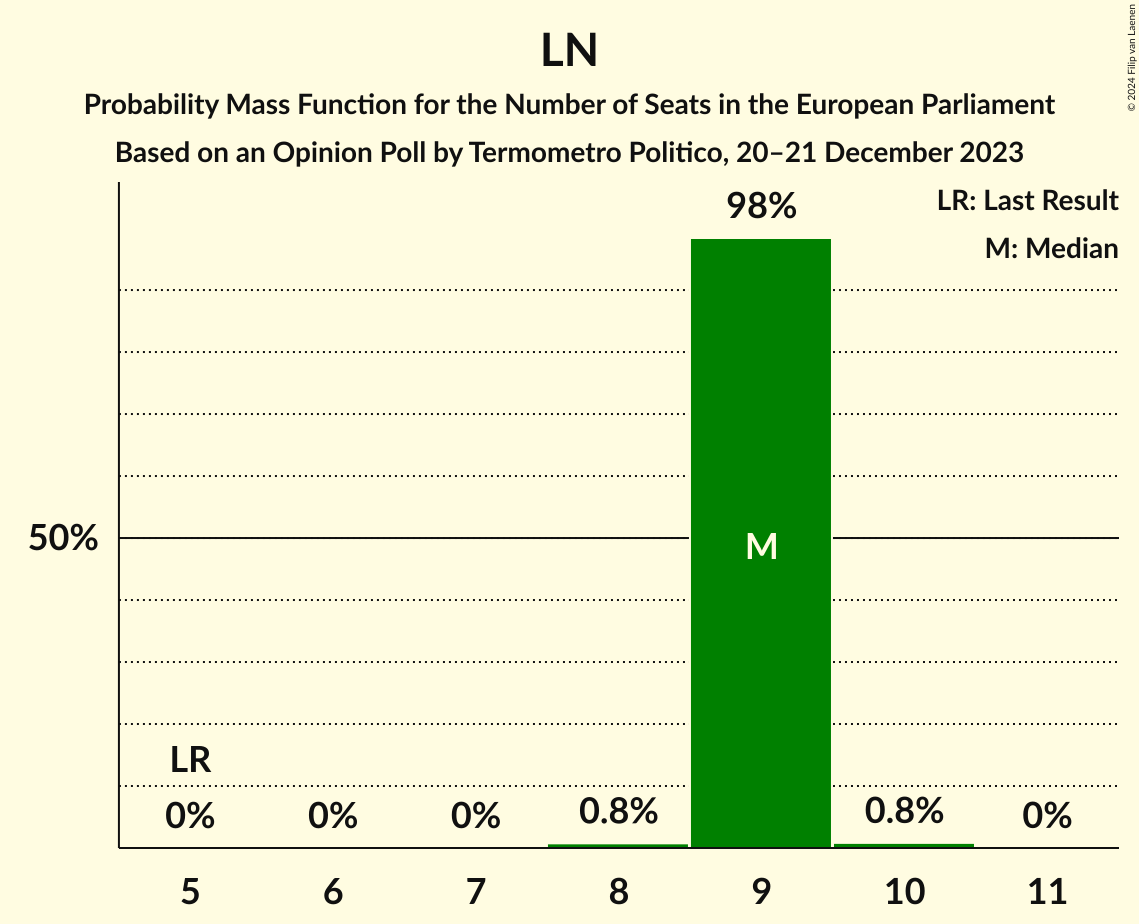 LN
Probability Mass Function for the Number of Seats in the European Parliament
Based on an Opinion Poll by Termometro Politico, 20–21 December 2023
© 2024 Filip van Laenen
LR: Last Result
M: Median
98%
50%
M
LR
0%
0%
0%
0.8%
0.8%
0%
5
6
7
8
9
10
11